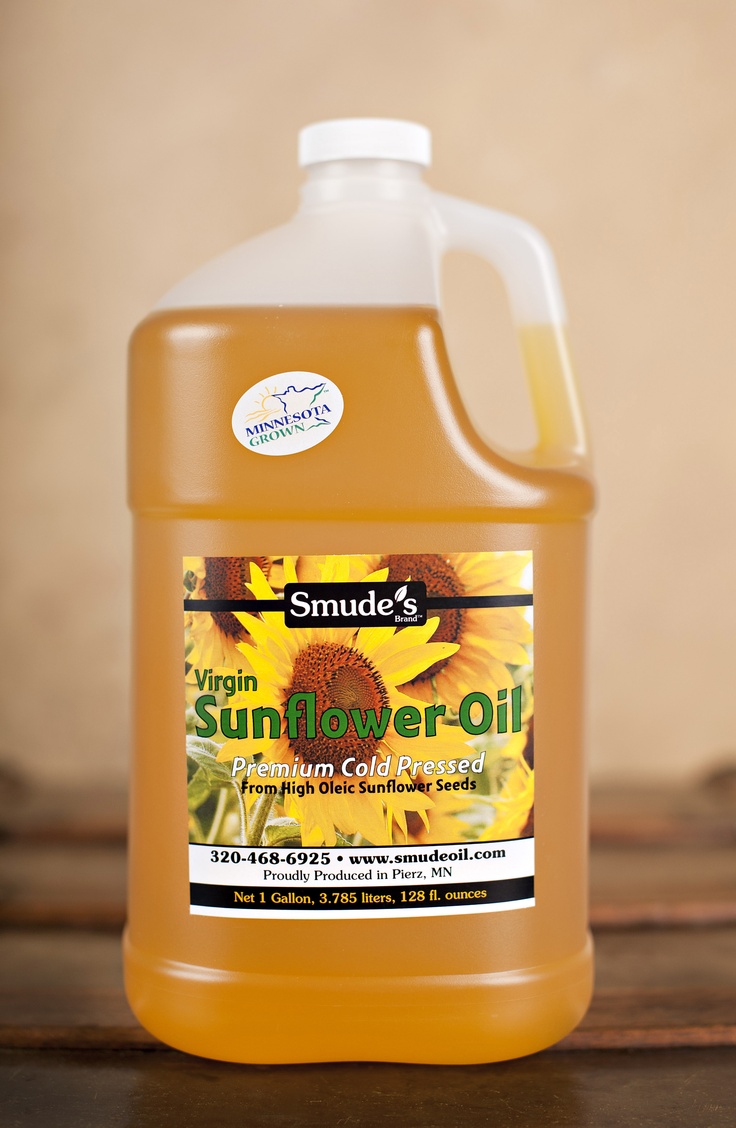 MINNESOTA
GROWN
Smude's
Brand™
Virgin
Sunflower Oil
Premium Cold Pressed
From High Oleic Sunflower Seeds
320-468-6925 • www.smudeoil.com
Proudly Produced in Pierz, MN
Net 1 Gallon, 3.785 liters, 128 fl. ounces